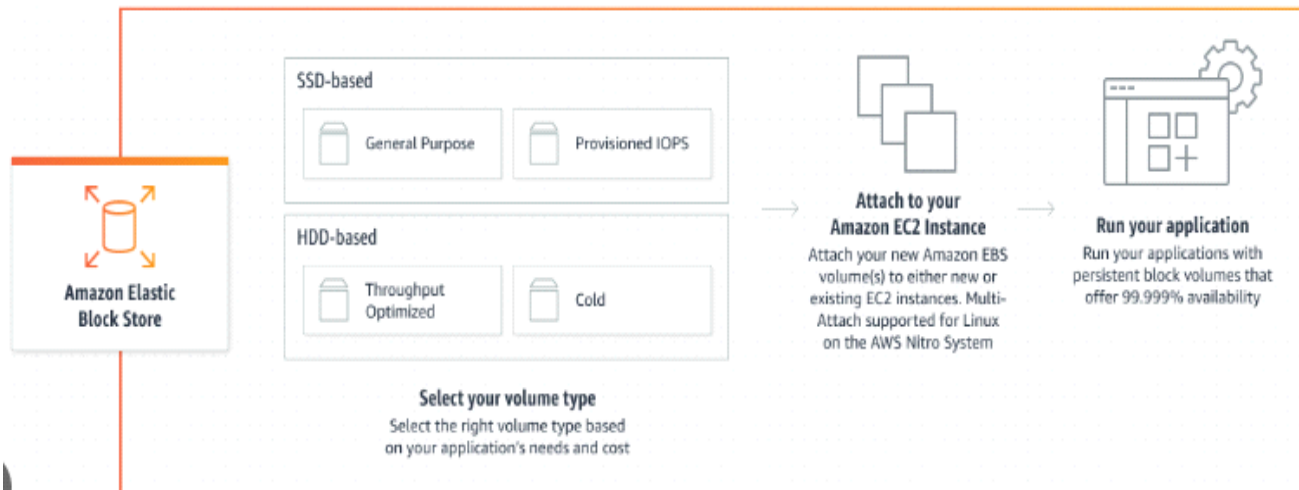 Amazon Elastic
Block Store
SSD-based
General Purpose
Provisioned IOPS
HDD-based
Throughput
Optimized
Cold
Select your volume type
Select the right volume type based
on your application's needs and cost
Attach to your
Amazon EC2 Instance
Attach your new Amazon EBS
volume(s) to either new or
existing EC2 instances. Multi-
Attach supported for Linux
on the AWS Nitro System
Run your application
Run your applications with
persistent block volumes that
offer 99.999% availability